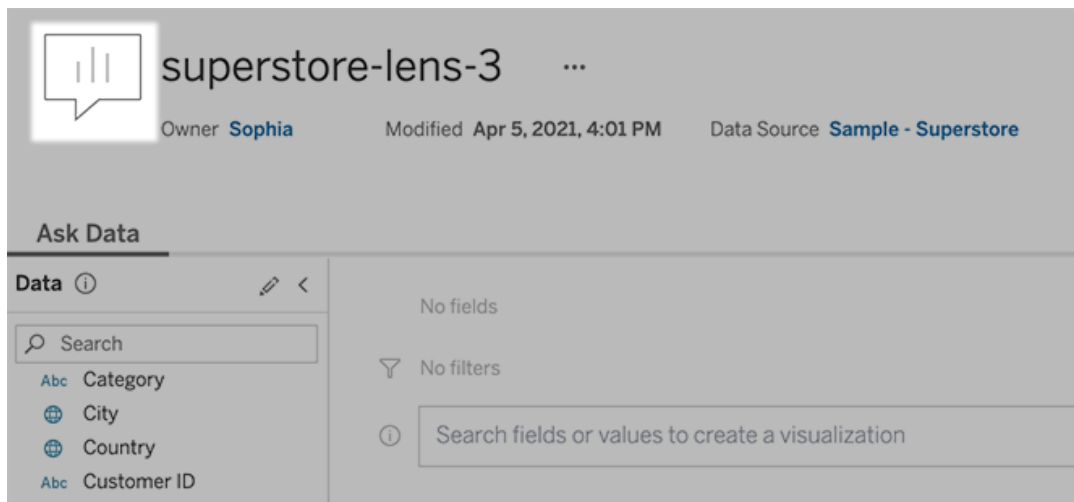 superstore-lens-3 ...
Owner Sophia Modified Apr 5, 2021, 4:01 PM Data Source Sample - Superstore
Ask Data
Data
No fields
Search
No filters
Abc Category
City
Search fields or values to create a visualization
Country
Abc Customer ID